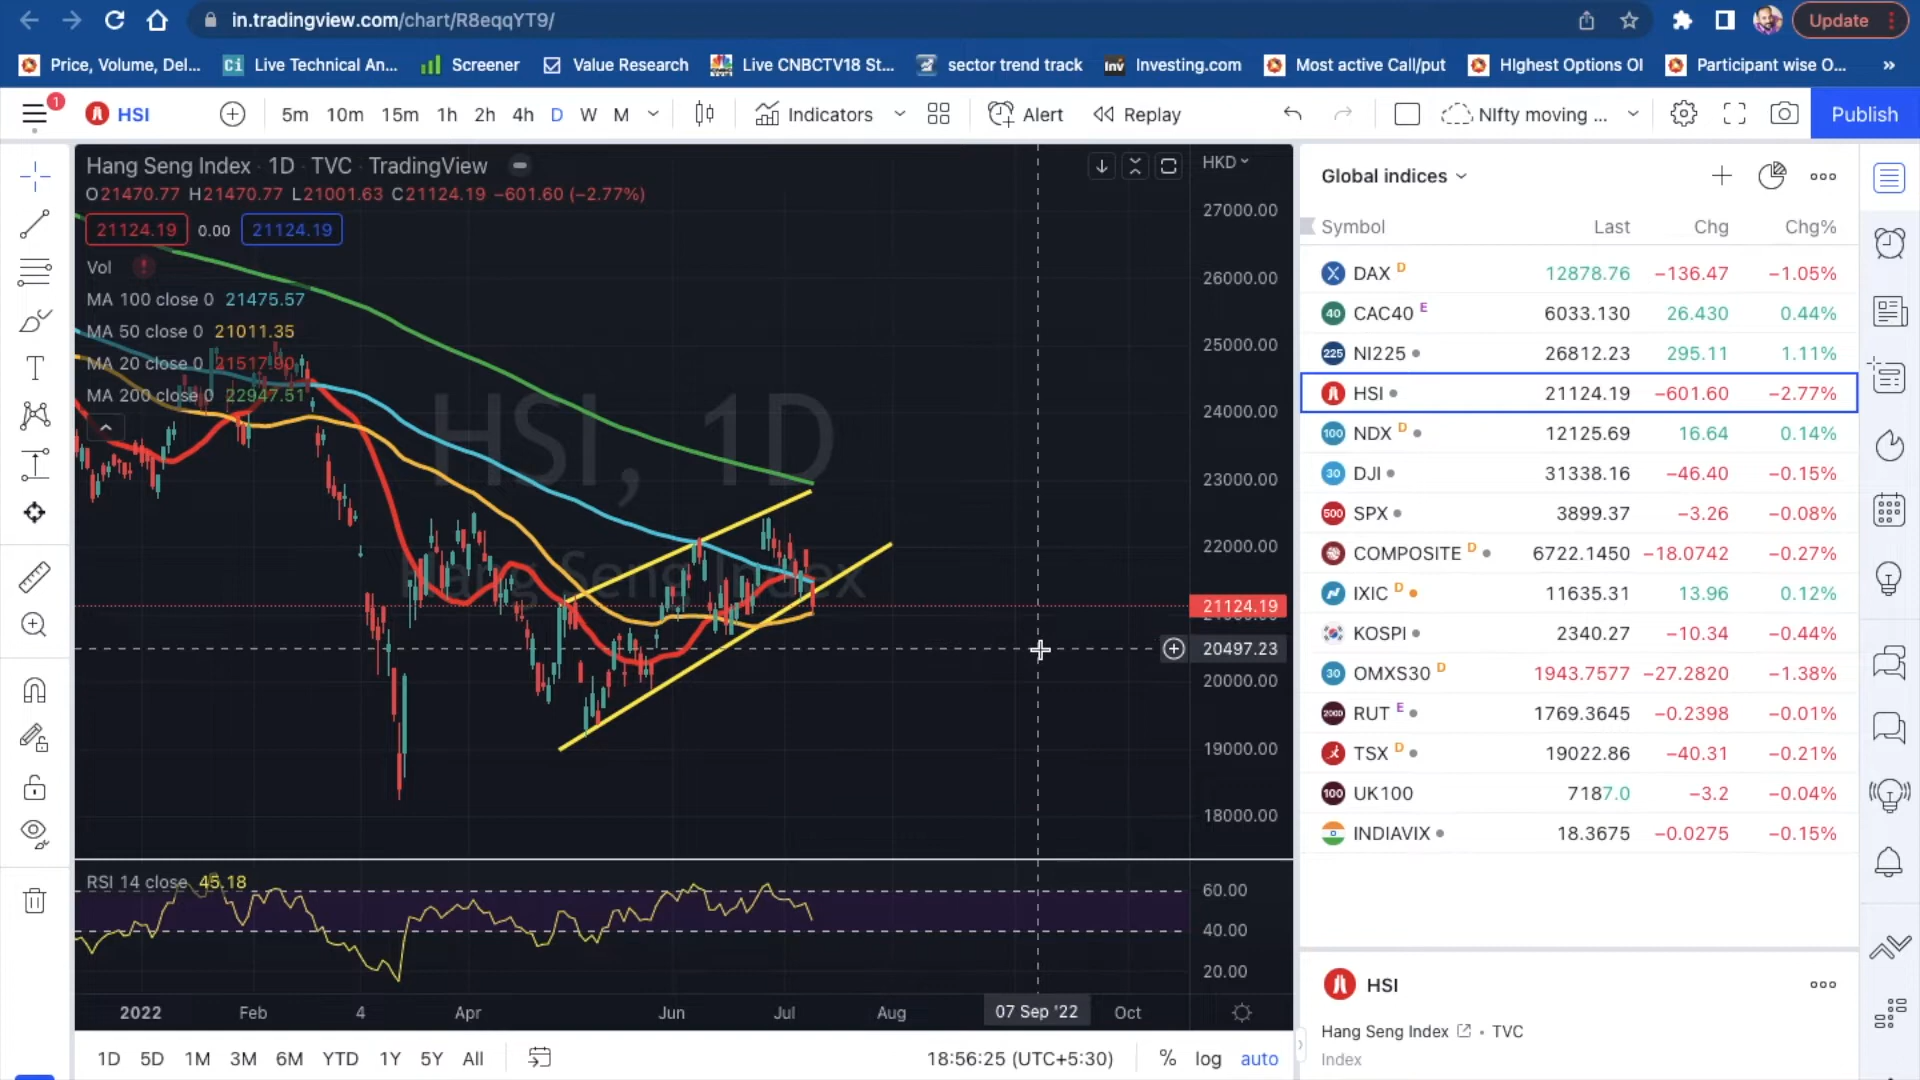 in.tradingview.com/chart/R8eqqYT9/
Update
Price, Volume, Del... Live Technical An... Screener Value Research Live CNBCTV18 St... sector trend track Investing.com Most active Call/put HIghest Options OI Participant wise O... »
1 HSI 5m 10m 15m 1h 2h 4h D W M Indicators Alert Replay NIfty moving ... Publish
Hang Seng Index · 1D · TVC · TradingView
O21470.77 H21470.77 L21001.63 C21124.19 −601.60 (−2.77%)
21124.19 0.00 21124.19
Vol
MA 100 close 0 21475.57
MA 50 close 0 21011.35
MA 20 close 0 21517.90
MA 200 close 0 22947.51
HSI, 1D
Hang Seng Index
HKD
27000.00
26000.00
25000.00
24000.00
23000.00
22000.00
21124.19
20497.23
20000.00
19000.00
18000.00
RSI 14 close 45.18
60.00
40.00
20.00
2022 Feb 4 Apr Jun Jul Aug 07 Sep '22 Oct
1D 5D 1M 3M 6M YTD 1Y 5Y All 18:56:25 (UTC+5:30) % log auto
Global indices
Symbol Last Chg Chg%
DAX D 12878.76 −136.47 −1.05%
40 CAC40 E 6033.130 26.430 0.44%
225 NI225 26812.23 295.11 1.11%
HSI 21124.19 −601.60 −2.77%
100 NDX D 12125.69 16.64 0.14%
30 DJI 31338.16 −46.40 −0.15%
500 SPX 3899.37 −3.26 −0.08%
COMPOSITE D 6722.1450 −18.0742 −0.27%
IXIC D 11635.31 13.96 0.12%
KOSPI 2340.27 −10.34 −0.44%
30 OMXS30 D 1943.7577 −27.2820 −1.38%
2000 RUT E 1769.3645 −0.2398 −0.01%
TSX D 19022.86 −40.31 −0.21%
100 UK100 7187.0 −3.2 −0.04%
INDIAVIX 18.3675 −0.0275 −0.15%
HSI
Hang Seng Index • TVC
Index